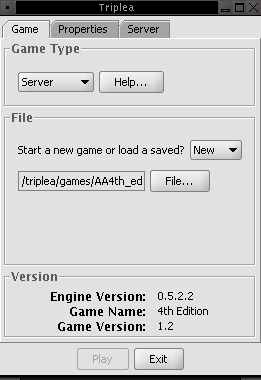 Triplea
Game Properties Server
Game Type
Server Help...
File
Start a new game or load a saved? New
/triplea/games/AA4th_ed File...
Version
Engine Version: 0.5.2.2
Game Name: 4th Edition
Game Version: 1.2
Play Exit